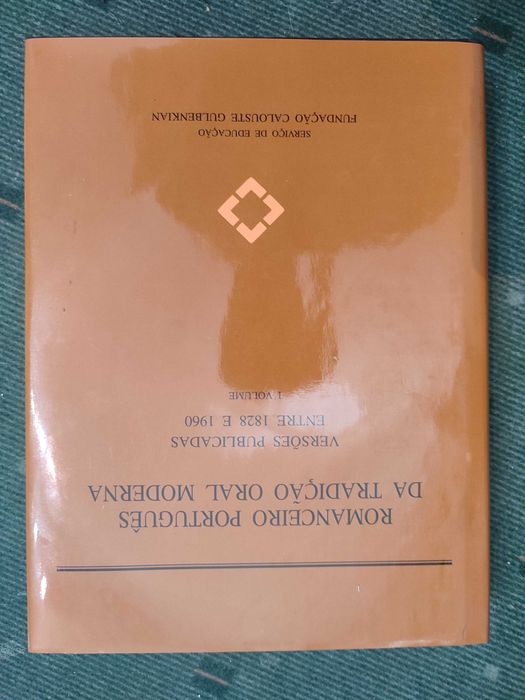 ROMANCEIRO PORTUGUÊS
DA TRADIÇÃO ORAL MODERNA
VERSÕES PUBLICADAS
ENTRE 1828 E 1960
I VOLUME
SERVIÇO DE EDUCAÇÃO
FUNDAÇÃO CALOUSTE GULBENKIAN